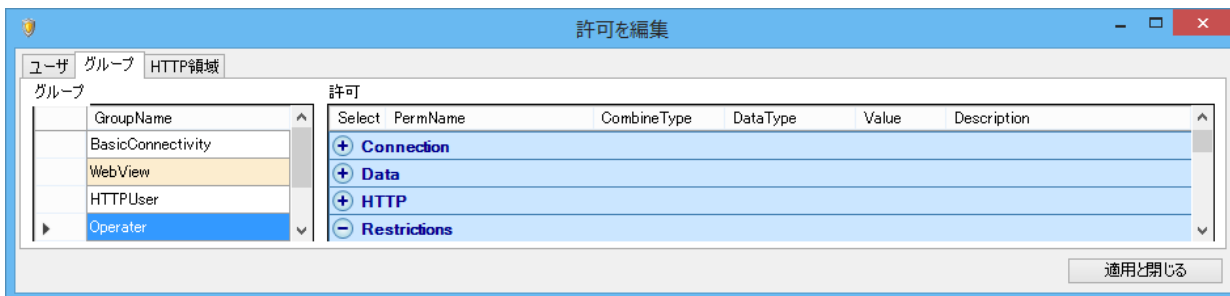 許可を編集
ユーザ グループ HTTP領域
グループ 許可
GroupName Select PermName CombineType DataType Value Description
BasicConnectivity Connection
WebView Data
HTTPUser HTTP
Operater Restrictions
適用と閉じる